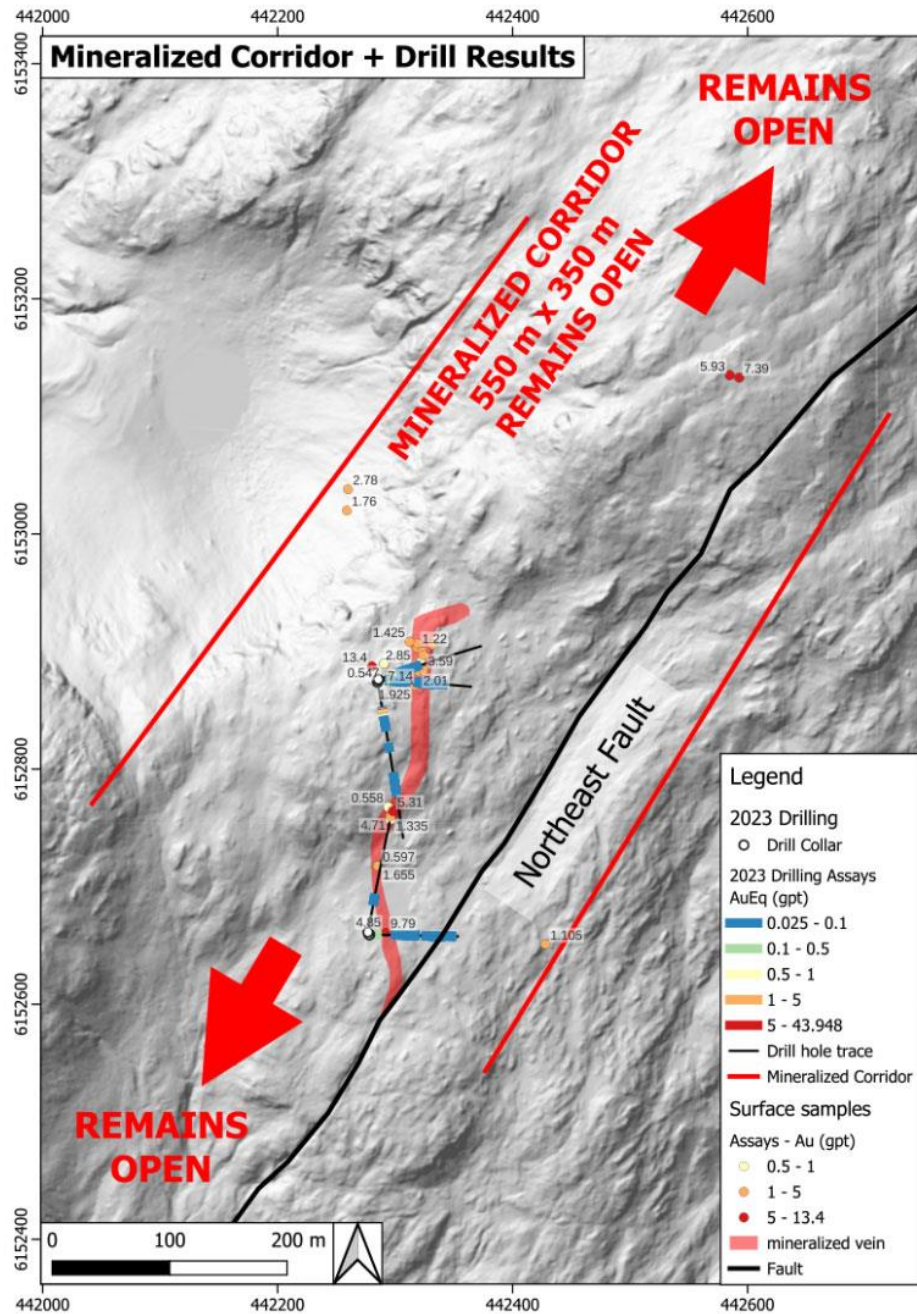 442000
442200
442400
442600
6153400
6153200
6153000
6152800
6152600
6152400
Mineralized Corridor + Drill Results
REMAINS
OPEN
MINERALIZED CORRIDOR
550 m x 350 m
REMAINS OPEN
5.93
7.39
2.78
1.76
1.425
1.22
13.4
2.85
3.59
0.547
7.14
2.01
1.925
0.558
5.31
4.71
1.335
0.597
1.655
4.85
9.79
1.105
Northeast Fault
REMAINS
OPEN
Legend
2023 Drilling
Drill Collar
2023 Drilling Assays
AuEq (gpt)
0.025 - 0.1
0.1 - 0.5
0.5 - 1
1 - 5
5 - 43.948
Drill hole trace
Mineralized Corridor
Surface samples
Assays - Au (gpt)
0.5 - 1
1 - 5
5 - 13.4
mineralized vein
Fault
0 100 200 m
442000
442200
442400
442600